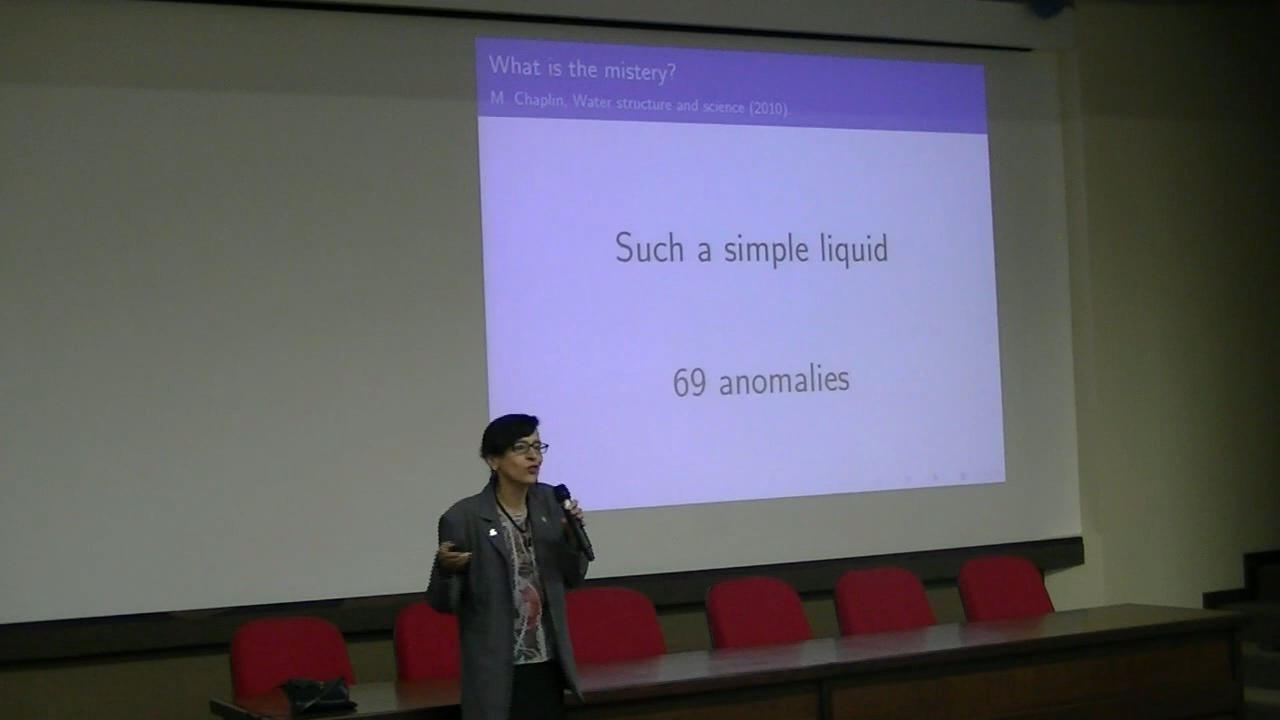 What is the mistery?
M. Chaplin, Water structure and science (2010)
Such a simple liquid
69 anomalies